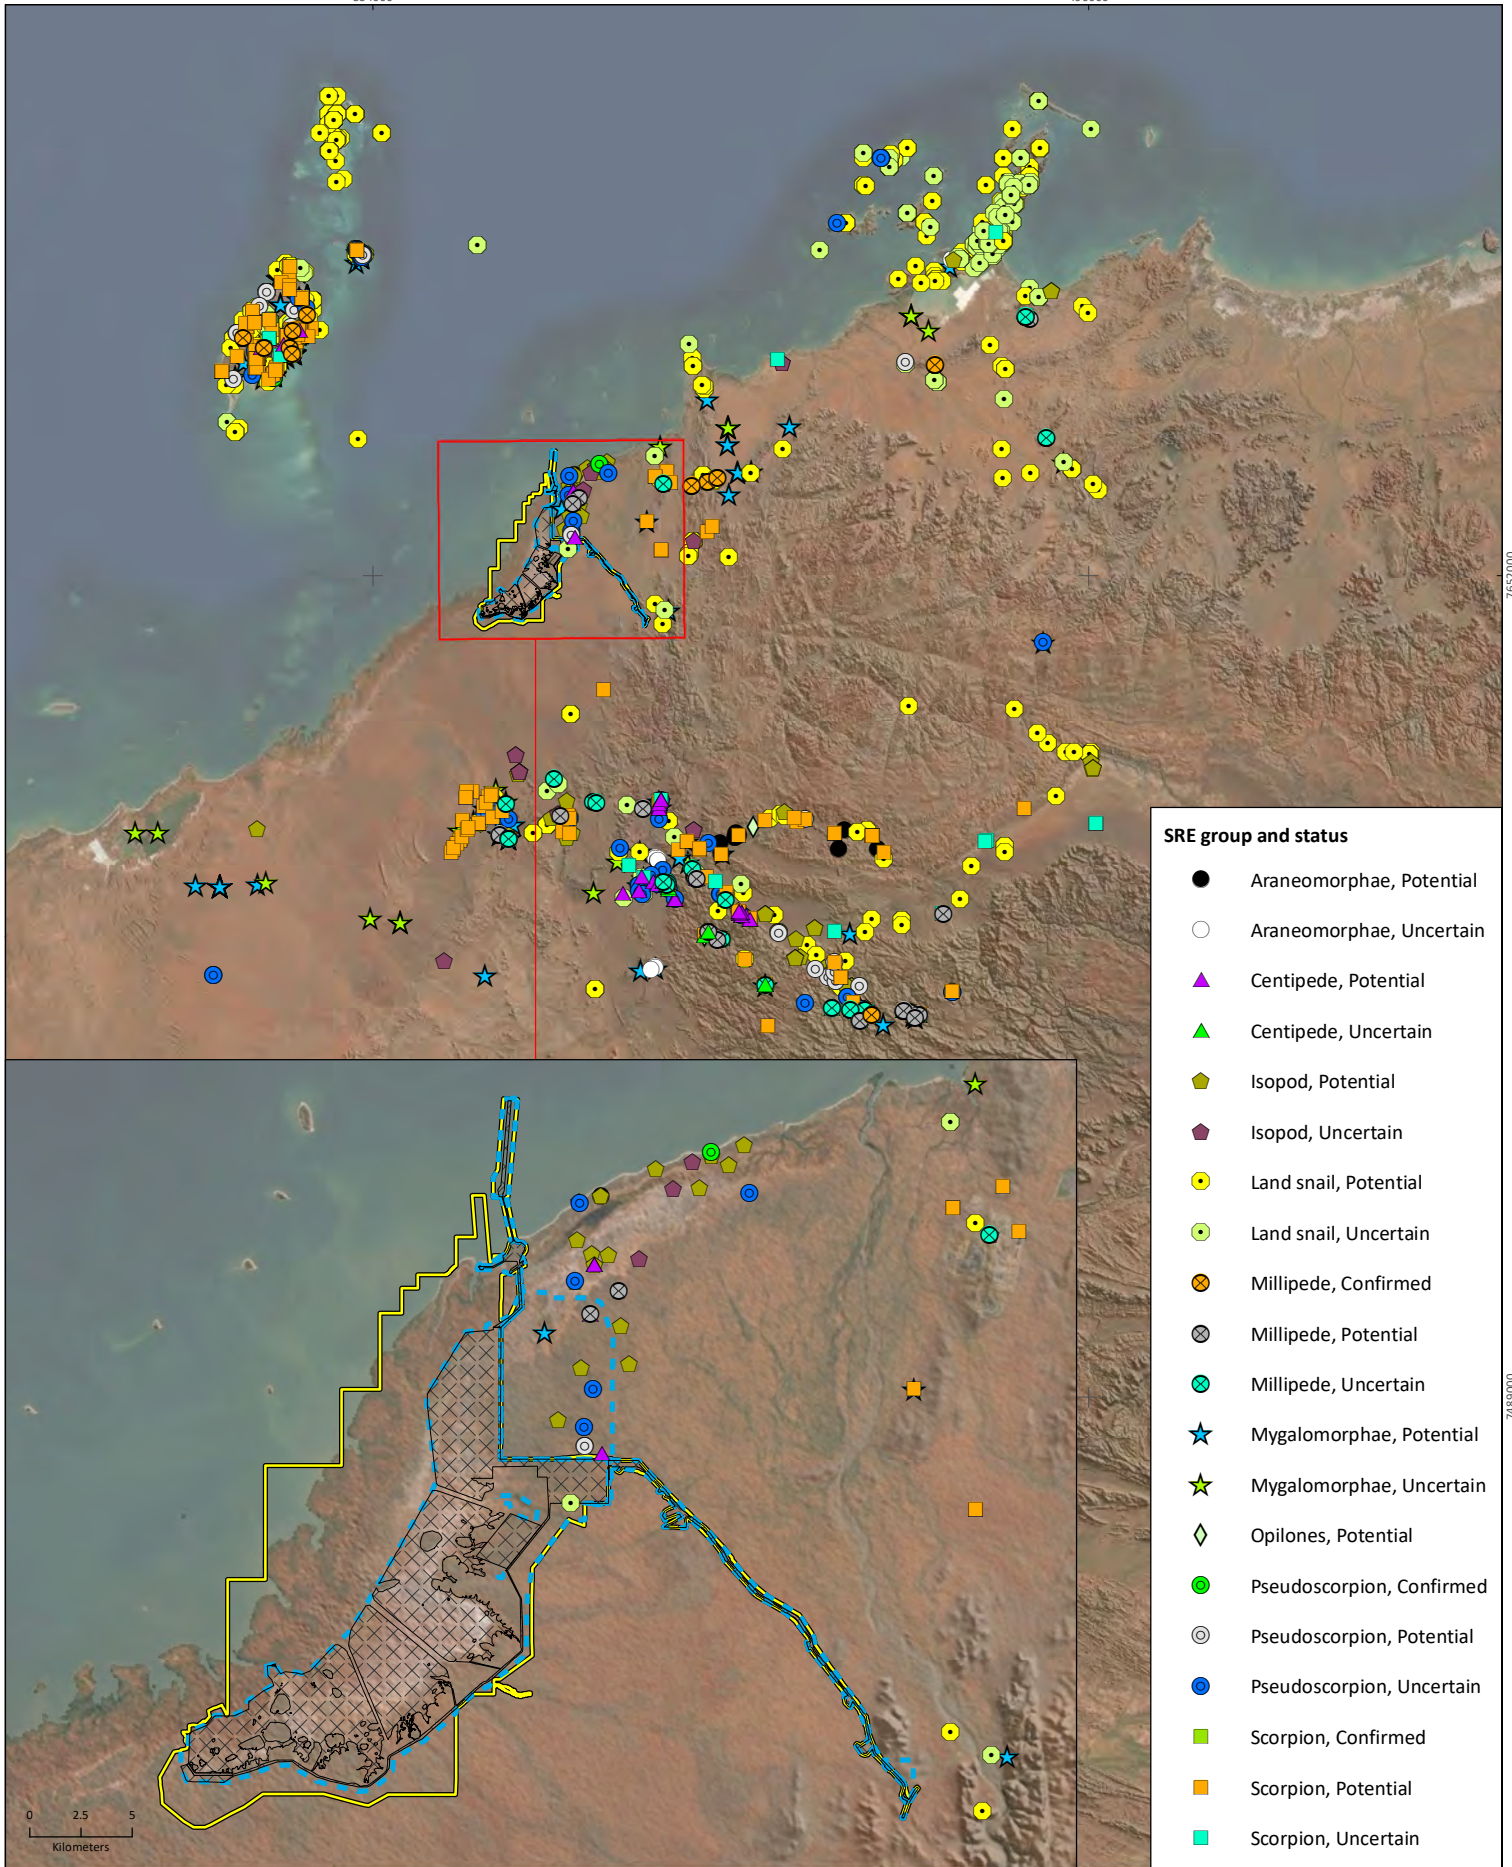 SRE group and status
Araneomorphae, Potential
Araneomorphae, Uncertain
Centipede, Potential
Centipede, Uncertain
Isopod, Potential
Isopod, Uncertain
Land snail, Potential
Land snail, Uncertain
Millipede, Confirmed
Millipede, Potential
Millipede, Uncertain
Mygalomorphae, Potential
Mygalomorphae, Uncertain
Opilones, Potential
Pseudoscorpion, Confirmed
Pseudoscorpion, Potential
Pseudoscorpion, Uncertain
Scorpion, Confirmed
Scorpion, Potential
Scorpion, Uncertain
0 2.5 5
Kilometers